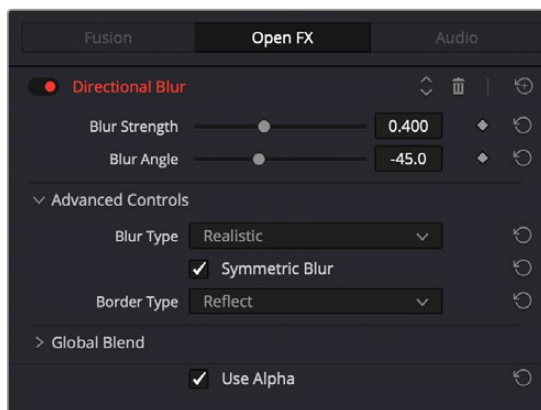 Fusion Open FX Audio
Directional Blur
Blur Strength 0.400
Blur Angle -45.0
Advanced Controls
Blur Type Realistic
Symmetric Blur
Border Type Reflect
Global Blend
Use Alpha